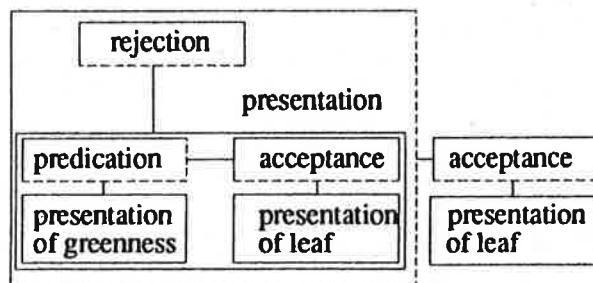 rejection
presentation
predication
acceptance
acceptance
presentation
of greenness
presentation
of leaf
presentation
of leaf